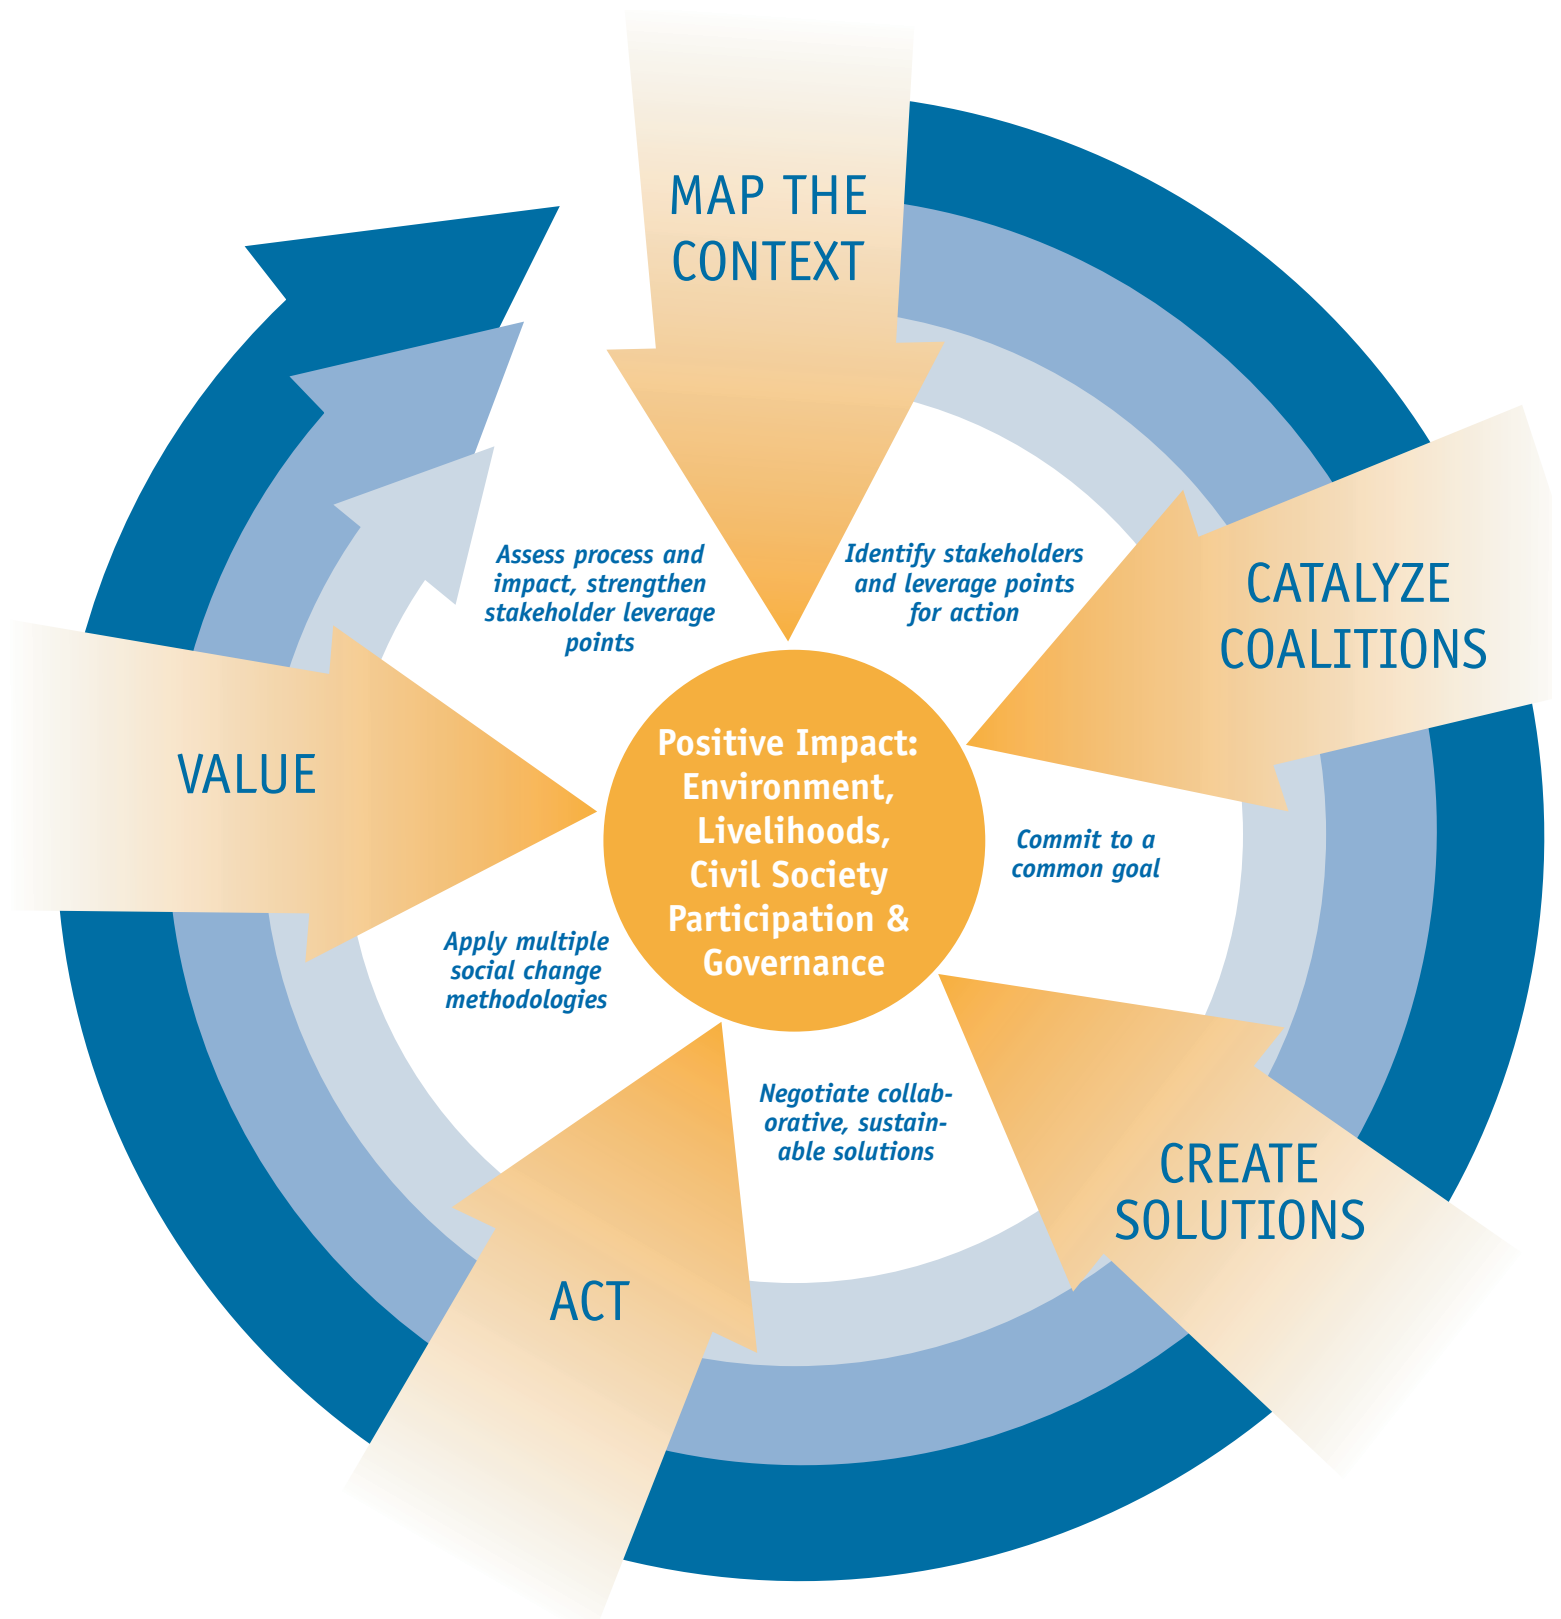 MAP THE
CONTEXT
CATALYZE
COALITIONS
CREATE
SOLUTIONS
ACT
VALUE
Identify stakeholders
and leverage points
for action
Commit to a
common goal
Negotiate collab-
orative, sustain-
able solutions
Apply multiple
social change
methodologies
Assess process and
impact, strengthen
stakeholder leverage
points
Positive Impact:
Environment,
Livelihoods,
Civil Society
Participation &
Governance